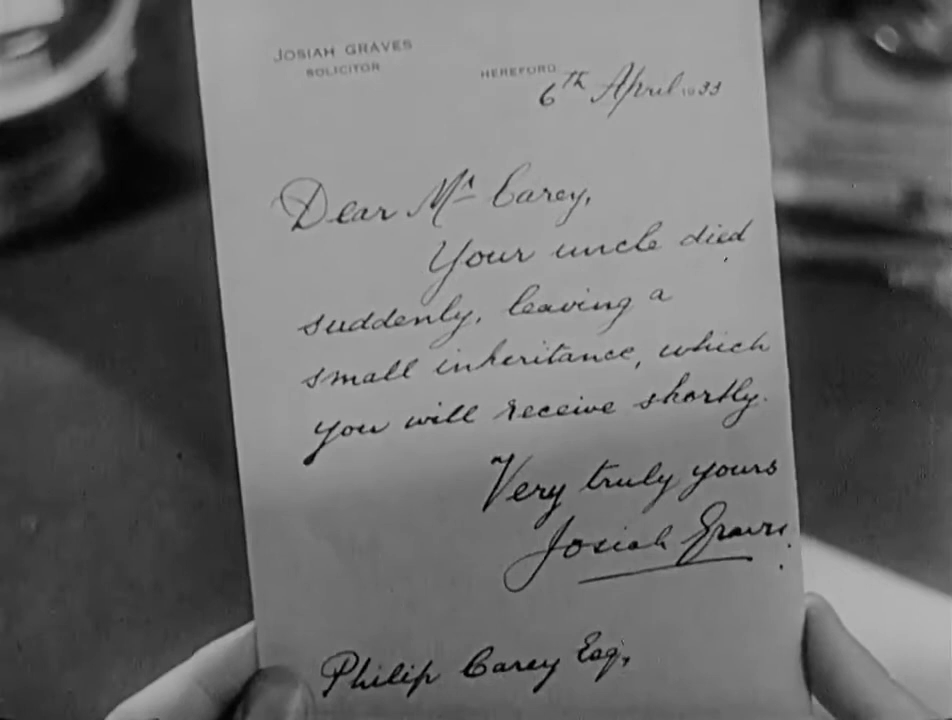 JOSIAH GRAVES
SOLICITOR
HEREFORD
6th April 1933
Dear Mr Carey,
Your uncle died
suddenly, leaving a
small inheritance, which
you will receive shortly.
Very truly yours
Josiah Graves.
Philip Carey Esq,